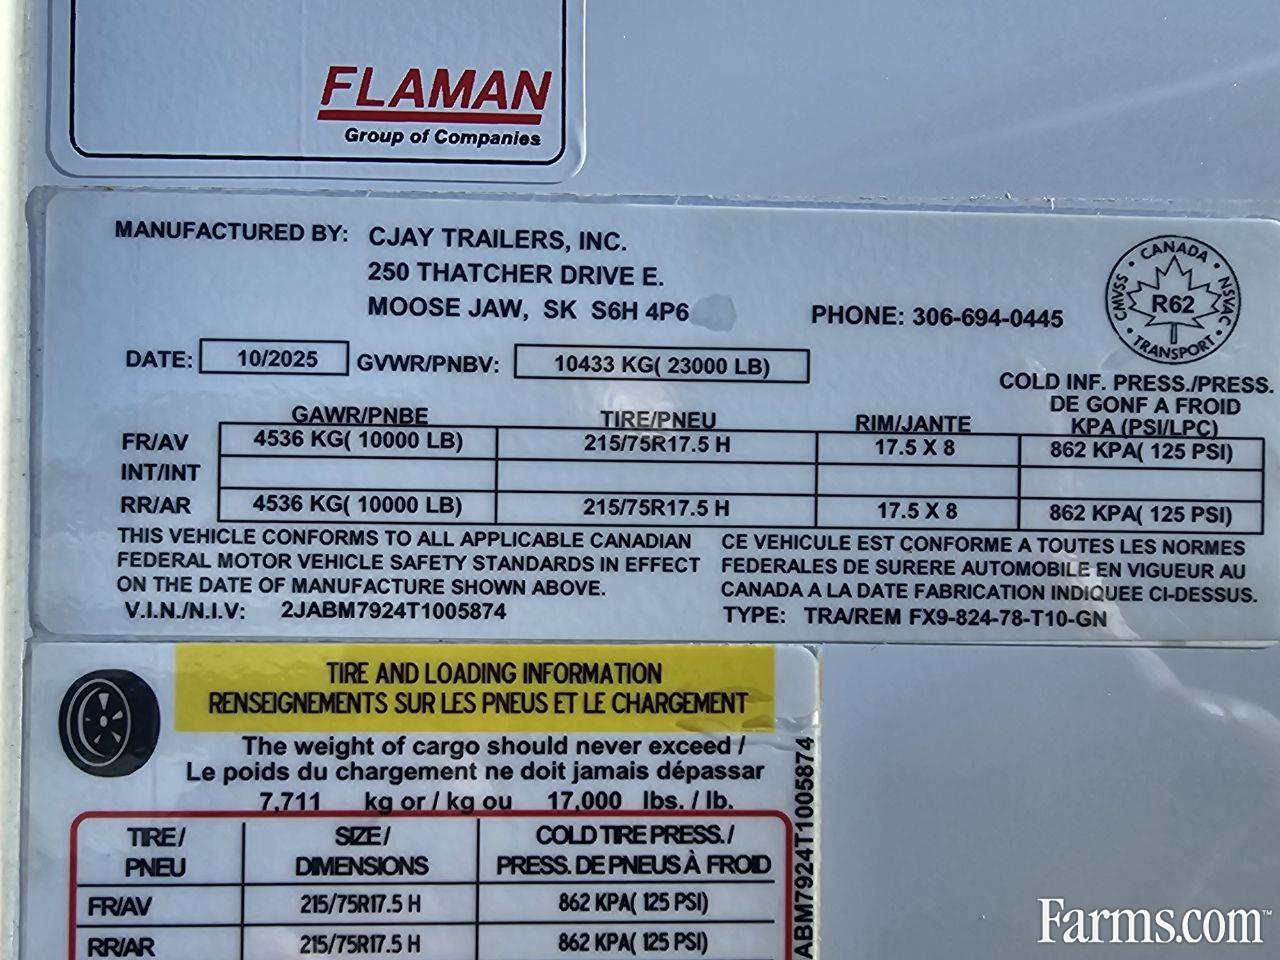 FLAMAN
Group of Companies
MANUFACTURED BY: CJAY TRAILERS, INC.
250 THATCHER DRIVE E.
MOOSE JAW, SK S6H 4P6
PHONE: 306-694-0445
CANADA
CMVSS R62 NSVAC
TRANSPORT
DATE: 10/2025 GVWR/PNBV: 10433 KG( 23000 LB)
COLD INF. PRESS./PRESS.
DE GONF A FROID
GAWR/PNBE TIRE/PNEU RIM/JANTE KPA (PSI/LPC)
FR/AV 4536 KG( 10000 LB) 215/75R17.5 H 17.5 X 8 862 KPA( 125 PSI)
INT/INT
RR/AR 4536 KG( 10000 LB) 215/75R17.5 H 17.5 X 8 862 KPA( 125 PSI)
THIS VEHICLE CONFORMS TO ALL APPLICABLE CANADIAN
FEDERAL MOTOR VEHICLE SAFETY STANDARDS IN EFFECT
ON THE DATE OF MANUFACTURE SHOWN ABOVE.
CE VEHICULE EST CONFORME A TOUTES LES NORMES
FEDERALES DE SURERE AUTOMOBILE EN VIGUEUR AU
CANADA A LA DATE FABRICATION INDIQUEE CI-DESSUS.
V.I.N./N.I.V: 2JABM7924T1005874 TYPE: TRA/REM FX9-824-78-T10-GN
TIRE AND LOADING INFORMATION
RENSEIGNEMENTS SUR LES PNEUS ET LE CHARGEMENT
The weight of cargo should never exceed /
Le poids du chargement ne doit jamais dépassar
7,711 kg or / kg ou 17,000 lbs. / lb.
TIRE/ SIZE/ COLD TIRE PRESS./
PNEU DIMENSIONS PRESS. DE PNEUS À FROID
FR/AV 215/75R17.5 H 862 KPA( 125 PSI)
RR/AR 215/75R17.5 H 862 KPA( 125 PSI)
ABM7924T1005874
Farms.com™